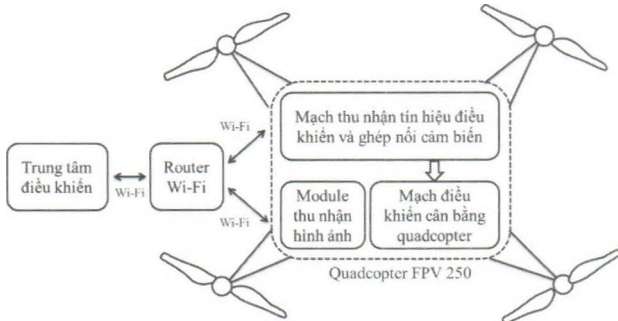 Wi-Fi
Mạch thu nhận tín hiệu điều
khiển và ghép nối cảm biến
Trung tâm
điều khiển
Wi-Fi
Router
Wi-Fi
Wi-Fi
Module
thu nhận
hình ảnh
Mạch điều
khiển cân bằng
quadcopter
Quadcopter FPV 250